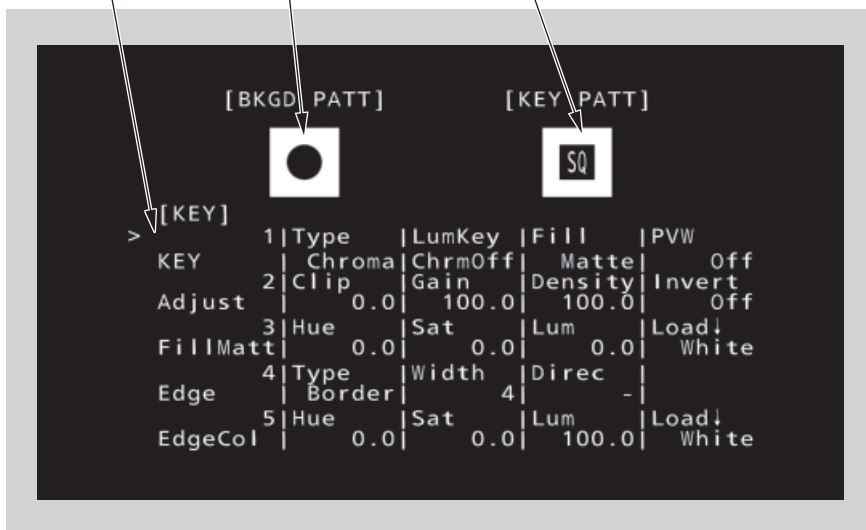 [BKGD PATT] [KEY PATT]
SQ
[KEY]
> 1|Type |LumKey |Fill |PVW
KEY | Chroma|ChrmOff| Matte| Off
2|Clip |Gain |Density|Invert
Adjust | 0.0| 100.0| 100.0| Off
3|Hue |Sat |Lum |Load↓
FillMatt| 0.0| 0.0| 0.0| White
4|Type |Width |Direc |
Edge | Border| 4| -|
5|Hue |Sat |Lum |Load↓
EdgeCol | 0.0| 0.0| 100.0| White